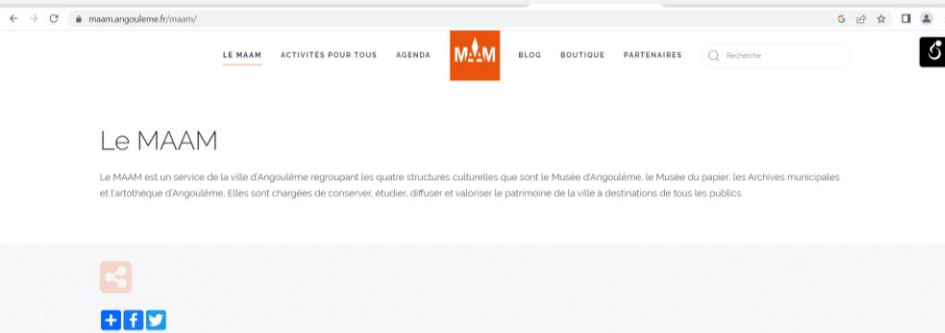 maam.angouleme.fr/maam/
LE MAAM ACTIVITÉS POUR TOUS AGENDA MAAM BLOG BOUTIQUE PARTENAIRES Recherche
Le MAAM
Le MAAM est un service de la ville d'Angoulême regroupant les quatre structures culturelles que sont le Musée d'Angoulême, le Musée du papier, les Archives municipales
et l'artothèque d'Angoulême. Elles sont chargées de conserver, étudier, diffuser et valoriser le patrimoine de la ville à destinations de tous les publics.